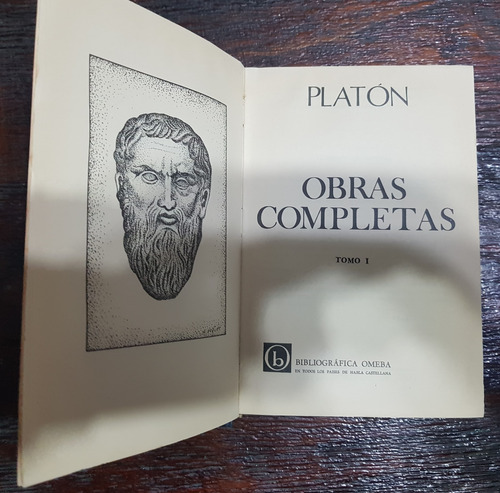 PLATÓN
OBRAS
COMPLETAS
TOMO I
b
BIBLIOGRÁFICA OMEBA
EN TODOS LOS PAISES DE HABLA CASTELLANA